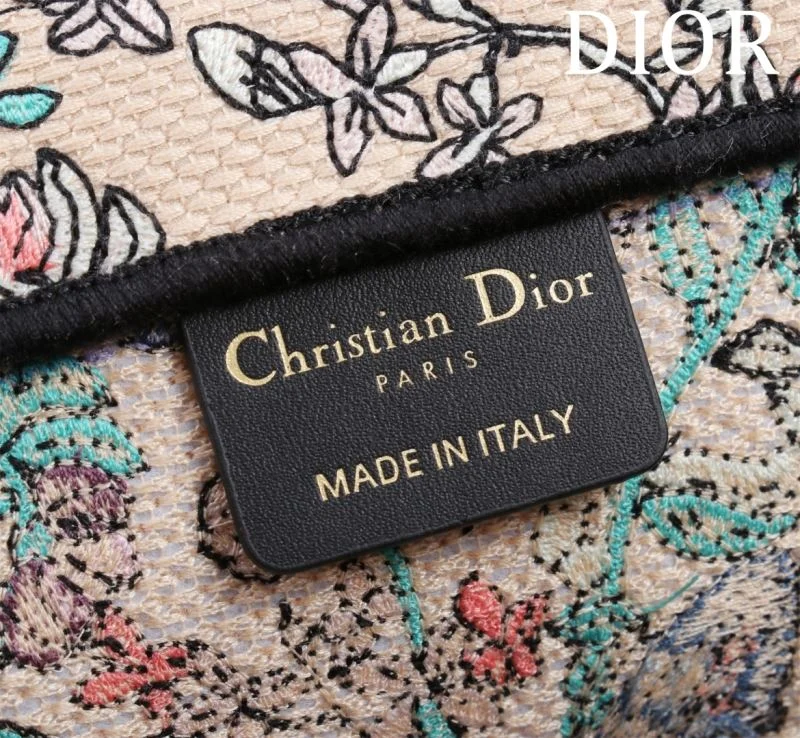 DIOR
Christian Dior
PARIS
MADE IN ITALY